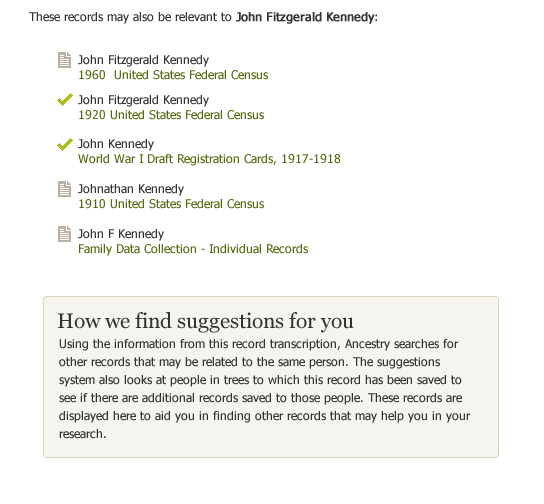 These records may also be relevant to John Fitzgerald Kennedy:
John Fitzgerald Kennedy
1960  United States Federal Census
John Fitzgerald Kennedy
1920 United States Federal Census
John Kennedy
World War I Draft Registration Cards, 1917-1918
Johnathan Kennedy
1910 United States Federal Census
John F Kennedy
Family Data Collection - Individual Records
How we find suggestions for you
Using the information from this record transcription, Ancestry searches for
other records that may be related to the same person. The suggestions
system also looks at people in trees to which this record has been saved to
see if there are additional records saved to those people. These records are
displayed here to aid you in finding other records that may help you in your
research.